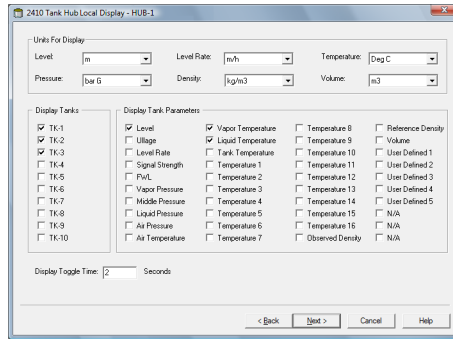 2410 Tank Hub Local Display - HUB-1
Units For Display
Level: m Level Rate: m/h Temperature: Deg C
Pressure: bar G Density: kg/m3 Volume: m3
Display Tanks Display Tank Parameters
TK-1 Level Vapor Temperature Temperature 8 Reference Density
TK-2 Ullage Liquid Temperature Temperature 9 Volume
TK-3 Level Rate Tank Temperature Temperature 10 User Defined 1
TK-4 Signal Strength Temperature 1 Temperature 11 User Defined 2
TK-5 FWL Temperature 2 Temperature 12 User Defined 3
TK-6 Vapor Pressure Temperature 3 Temperature 13 User Defined 4
TK-7 Middle Pressure Temperature 4 Temperature 14 User Defined 5
TK-8 Liquid Pressure Temperature 5 Temperature 15 N/A
TK-9 Air Pressure Temperature 6 Temperature 16 N/A
TK-10 Air Temperature Temperature 7 Observed Density N/A
Display Toggle Time: 2 Seconds
< Back Next > Cancel Help